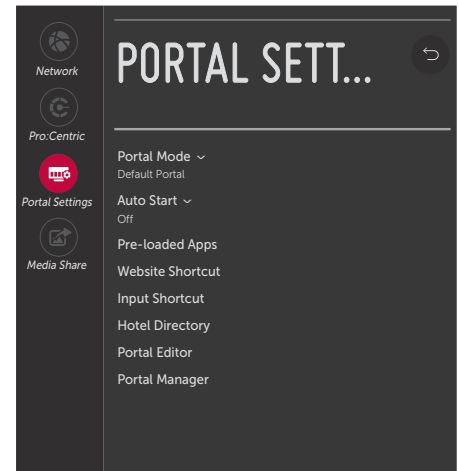 Network
Pro:Centric
Portal Settings
Media Share
PORTAL SETT...
Portal Mode
Default Portal
Auto Start
Off
Pre-loaded Apps
Website Shortcut
Input Shortcut
Hotel Directory
Portal Editor
Portal Manager